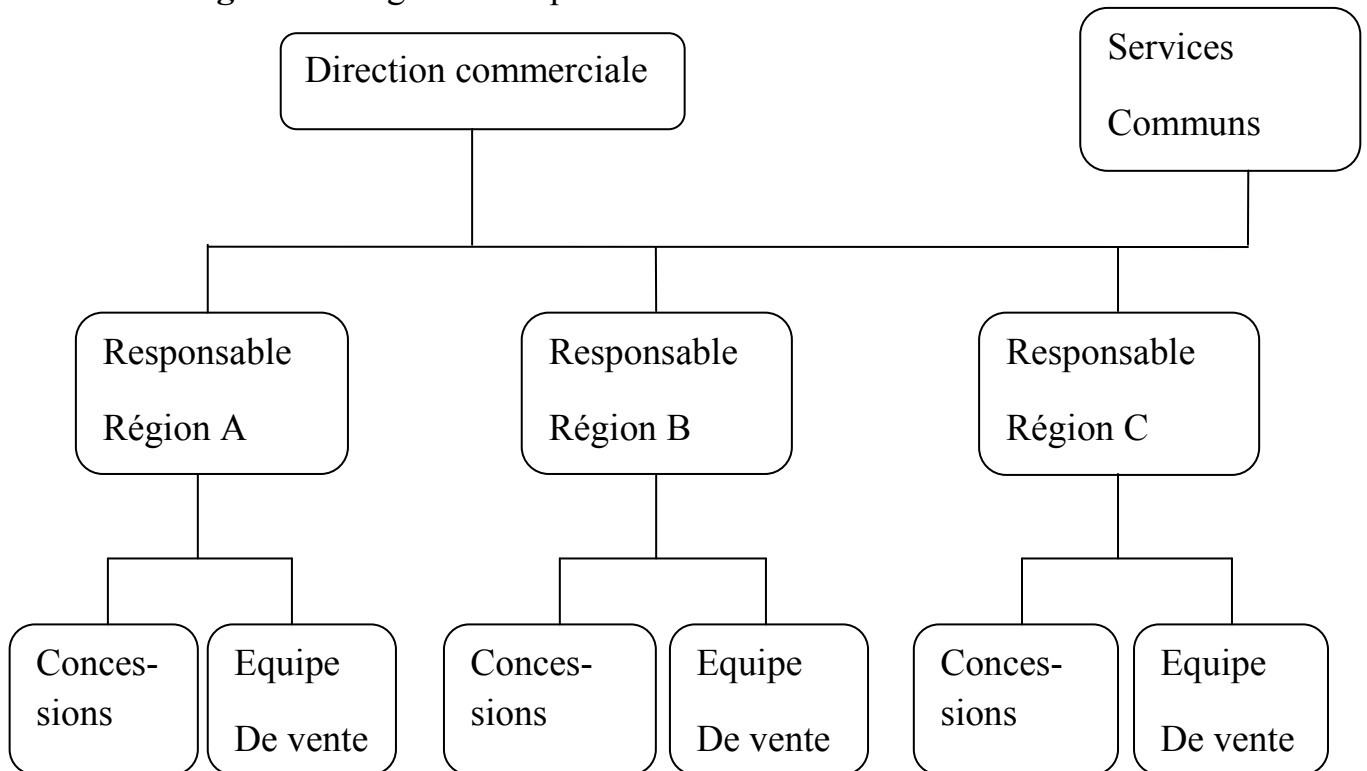 Direction commerciale
Services
Communs
Responsable
Région A
Responsable
Région B
Responsable
Région C
Conces-
sions
Equipe
De vente
Conces-
sions
Equipe
De vente
Conces-
sions
Equipe
De vente